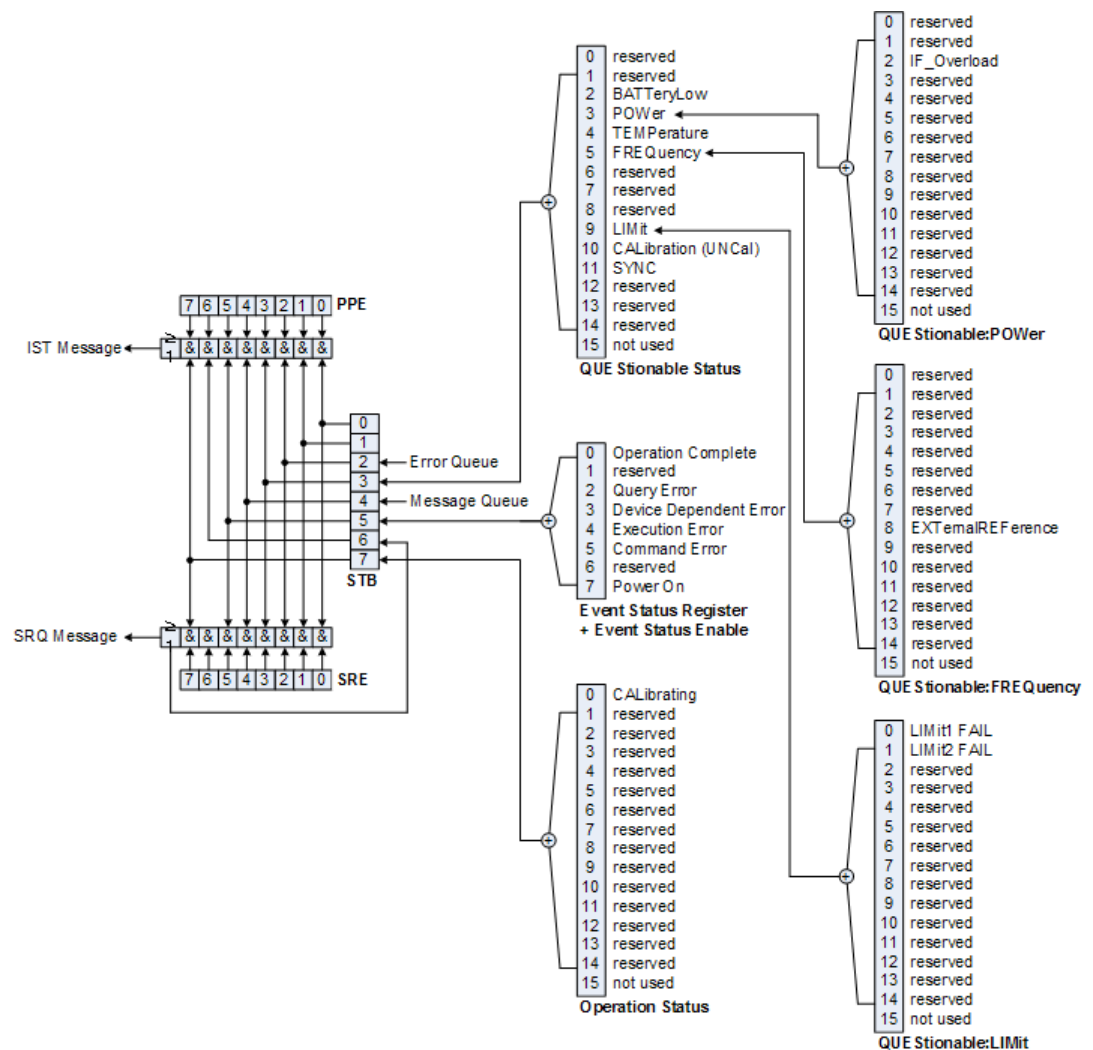 7 6 5 4 3 2 1 0 PPE
IST Message
& & & & & & & &
0
1
2 Error Queue
3
4 Message Queue
5
6
7
STB
SRQ Message
& & & & & & & &
7 6 5 4 3 2 1 0 SRE
0 reserved
1 reserved
2 BATTeryLow
3 POWer
4 TEMPerature
5 FREQuency
6 reserved
7 reserved
8 reserved
9 LIMit
10 CALibration (UNCal)
11 SYNC
12 reserved
13 reserved
14 reserved
15 not used
QUEStionable Status
0 Operation Complete
1 reserved
2 Query Error
3 Device Dependent Error
4 Execution Error
5 Command Error
6 reserved
7 Power On
Event Status Register
+ Event Status Enable
0 CALibrating
1 reserved
2 reserved
3 reserved
4 reserved
5 reserved
6 reserved
7 reserved
8 reserved
9 reserved
10 reserved
11 reserved
12 reserved
13 reserved
14 reserved
15 not used
Operation Status
0 reserved
1 reserved
2 IF_Overload
3 reserved
4 reserved
5 reserved
6 reserved
7 reserved
8 reserved
9 reserved
10 reserved
11 reserved
12 reserved
13 reserved
14 reserved
15 not used
QUEStionable:POWer
0 reserved
1 reserved
2 reserved
3 reserved
4 reserved
5 reserved
6 reserved
7 reserved
8 EXTernalREFerence
9 reserved
10 reserved
11 reserved
12 reserved
13 reserved
14 reserved
15 not used
QUEStionable:FREQuency
0 LIMit1 FAIL
1 LIMit2 FAIL
2 reserved
3 reserved
4 reserved
5 reserved
6 reserved
7 reserved
8 reserved
9 reserved
10 reserved
11 reserved
12 reserved
13 reserved
14 reserved
15 not used
QUEStionable:LIMit